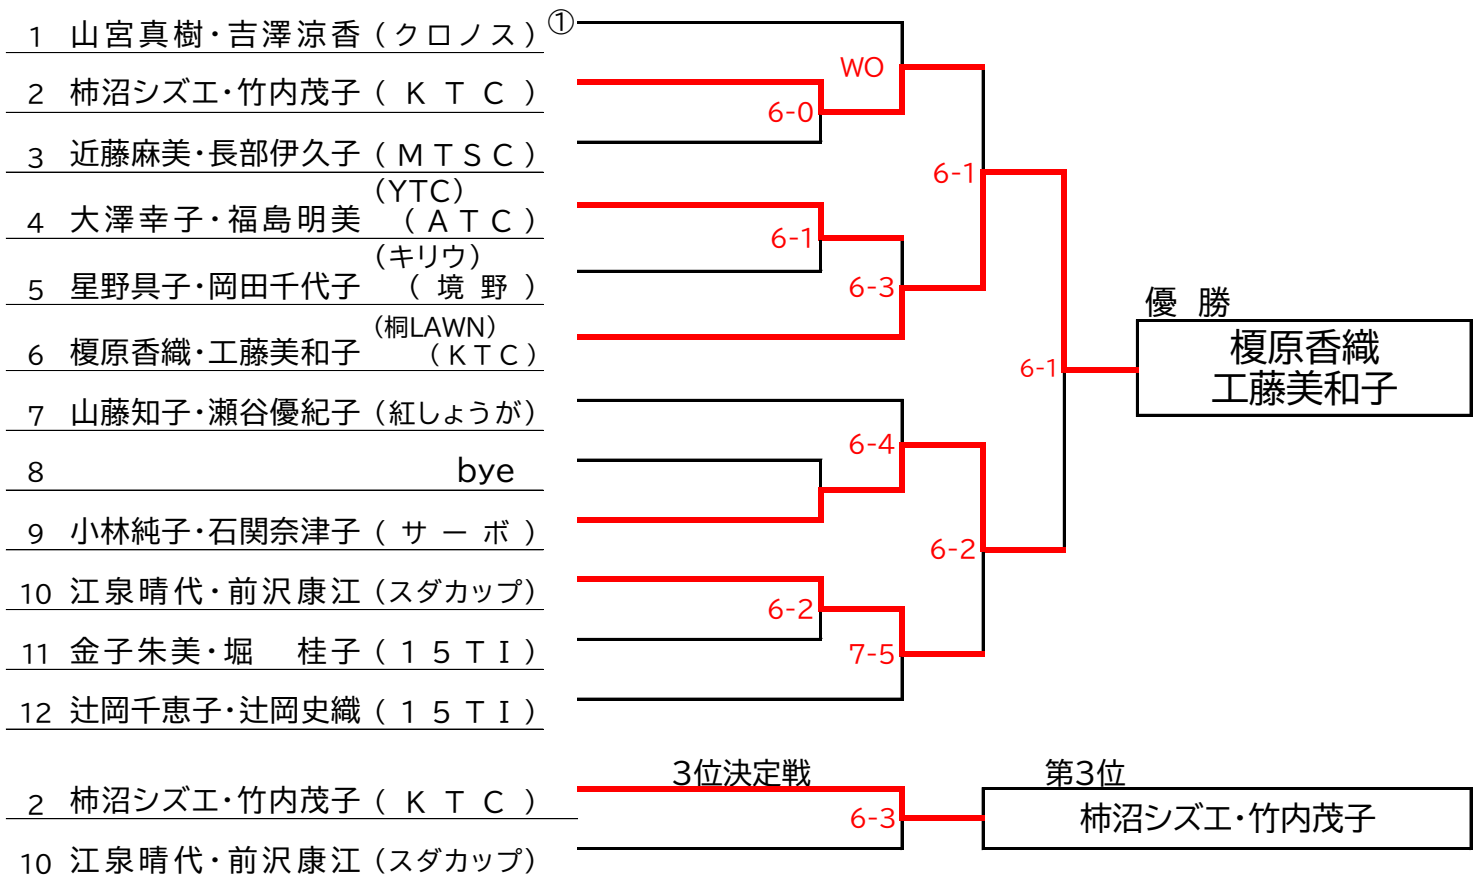 1 山宮真樹・吉澤涼香(クロノス) ①
WO
2 柿沼シズエ・竹内茂子(KTC)
6-0
3 近藤麻美・長部伊久子(MTSC)
6-1
(YTC)
4 大澤幸子・福島明美(ATC)
6-1
(キリウ)
5 星野具子・岡田千代子(境野)
6-3
優勝
(桐LAWN)
6 榎原香織・工藤美和子(KTC)
6-1
榎原香織
工藤美和子
7 山藤知子・瀬谷優紀子(紅しょうが)
6-4
8 bye
9 小林純子・石関奈津子(サーボ)
6-2
10 江泉晴代・前沢康江(スダカップ)
6-2
11 金子朱美・堀 桂子(15TI)
7-5
12 辻岡千恵子・辻岡史織(15TI)
3位決定戦 第3位
2 柿沼シズエ・竹内茂子(KTC)
6-3
柿沼シズエ・竹内茂子
10 江泉晴代・前沢康江(スダカップ)